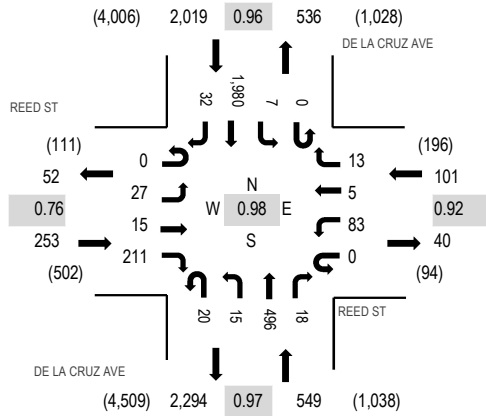 (4,006) 2,019 0.96 536 (1,028)
DE LA CRUZ AVE
REED ST
32 1,980 7 0
(111) (196)
52 0 13 101
27 N 5
0.76 W 0.98 E 0.92
15 83
253 S 40
211 0
(502) (94)
20 15 496 18
REED ST
DE LA CRUZ AVE
(4,509) 2,294 0.97 549 (1,038)